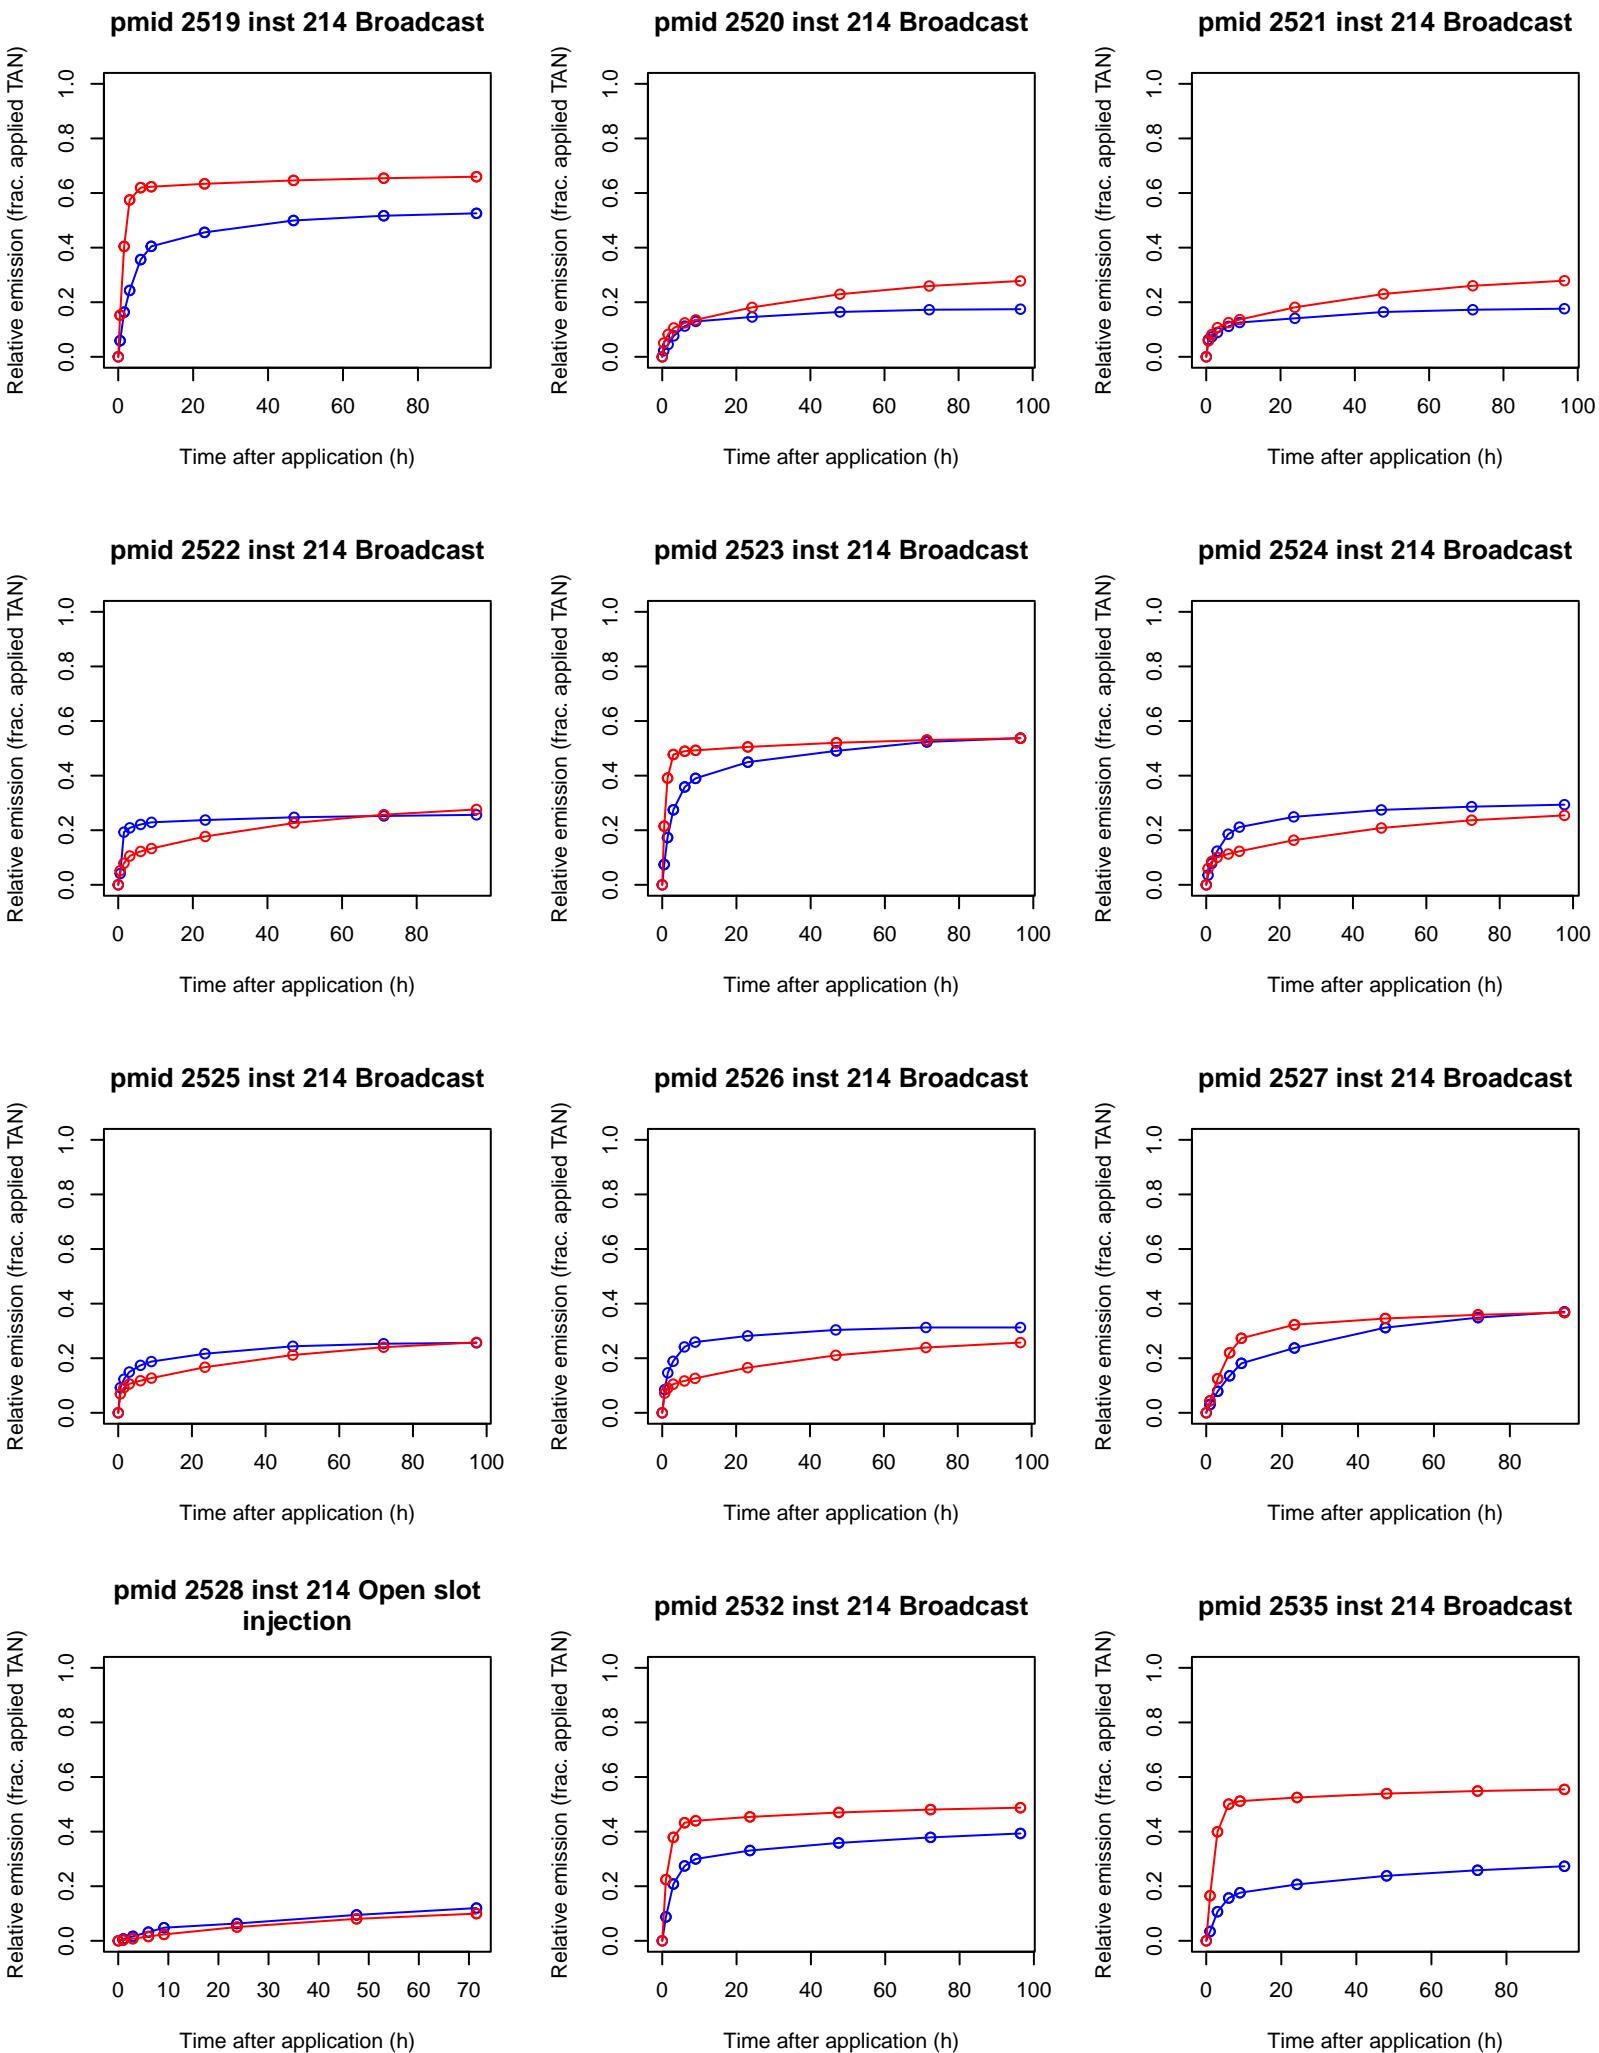 pmid 2519 inst 214 Broadcast
Relative emission (frac. applied TAN)
1.0
0.8
0.6
0.4
0.2
0.0
0 20 40 60 80
Time after application (h)
pmid 2520 inst 214 Broadcast
Relative emission (frac. applied TAN)
1.0
0.8
0.6
0.4
0.2
0.0
0 20 40 60 80 100
Time after application (h)
pmid 2521 inst 214 Broadcast
Relative emission (frac. applied TAN)
1.0
0.8
0.6
0.4
0.2
0.0
0 20 40 60 80 100
Time after application (h)
pmid 2522 inst 214 Broadcast
Relative emission (frac. applied TAN)
1.0
0.8
0.6
0.4
0.2
0.0
0 20 40 60 80
Time after application (h)
pmid 2523 inst 214 Broadcast
Relative emission (frac. applied TAN)
1.0
0.8
0.6
0.4
0.2
0.0
0 20 40 60 80 100
Time after application (h)
pmid 2524 inst 214 Broadcast
Relative emission (frac. applied TAN)
1.0
0.8
0.6
0.4
0.2
0.0
0 20 40 60 80 100
Time after application (h)
pmid 2525 inst 214 Broadcast
Relative emission (frac. applied TAN)
1.0
0.8
0.6
0.4
0.2
0.0
0 20 40 60 80 100
Time after application (h)
pmid 2526 inst 214 Broadcast
Relative emission (frac. applied TAN)
1.0
0.8
0.6
0.4
0.2
0.0
0 20 40 60 80 100
Time after application (h)
pmid 2527 inst 214 Broadcast
Relative emission (frac. applied TAN)
1.0
0.8
0.6
0.4
0.2
0.0
0 20 40 60 80
Time after application (h)
pmid 2528 inst 214 Open slot
injection
Relative emission (frac. applied TAN)
1.0
0.8
0.6
0.4
0.2
0.0
0 10 20 30 40 50 60 70
Time after application (h)
pmid 2532 inst 214 Broadcast
Relative emission (frac. applied TAN)
1.0
0.8
0.6
0.4
0.2
0.0
0 20 40 60 80 100
Time after application (h)
pmid 2535 inst 214 Broadcast
Relative emission (frac. applied TAN)
1.0
0.8
0.6
0.4
0.2
0.0
0 20 40 60 80
Time after application (h)